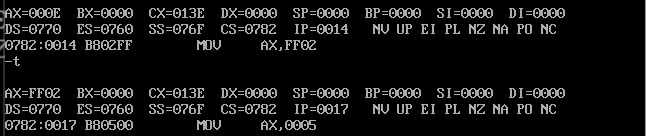 AX=000E  BX=0000  CX=013E  DX=0000  SP=0000  BP=0000  SI=0000  DI=0000
DS=0770  ES=0760  SS=076F  CS=0782  IP=0014   NV UP EI PL NZ NA PO NC
0782:0014 B802FF        MOV     AX,FF02
-t
AX=FF02  BX=0000  CX=013E  DX=0000  SP=0000  BP=0000  SI=0000  DI=0000
DS=0770  ES=0760  SS=076F  CS=0782  IP=0017   NV UP EI PL NZ NA PO NC
0782:0017 B80500        MOV     AX,0005